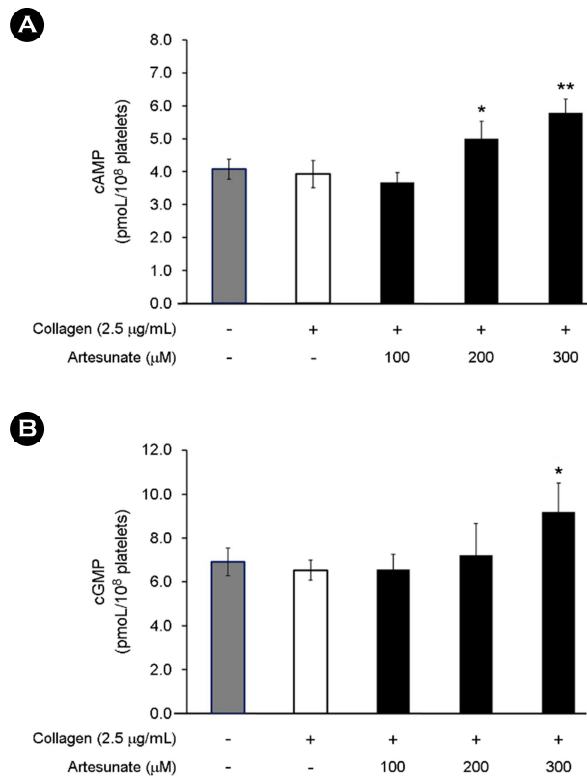 A
8.0
7.0
6.0
5.0
4.0
3.0
2.0
1.0
0.0
cAMP
(pmoL/10⁸ platelets)
*
**
Collagen (2.5 µg/mL) - + + + +
Artesunate (µM) - - 100 200 300
B
12.0
10.0
8.0
6.0
4.0
2.0
0.0
cGMP
(pmoL/10⁸ platelets)
*
Collagen (2.5 µg/mL) - + + + +
Artesunate (µM) - - 100 200 300